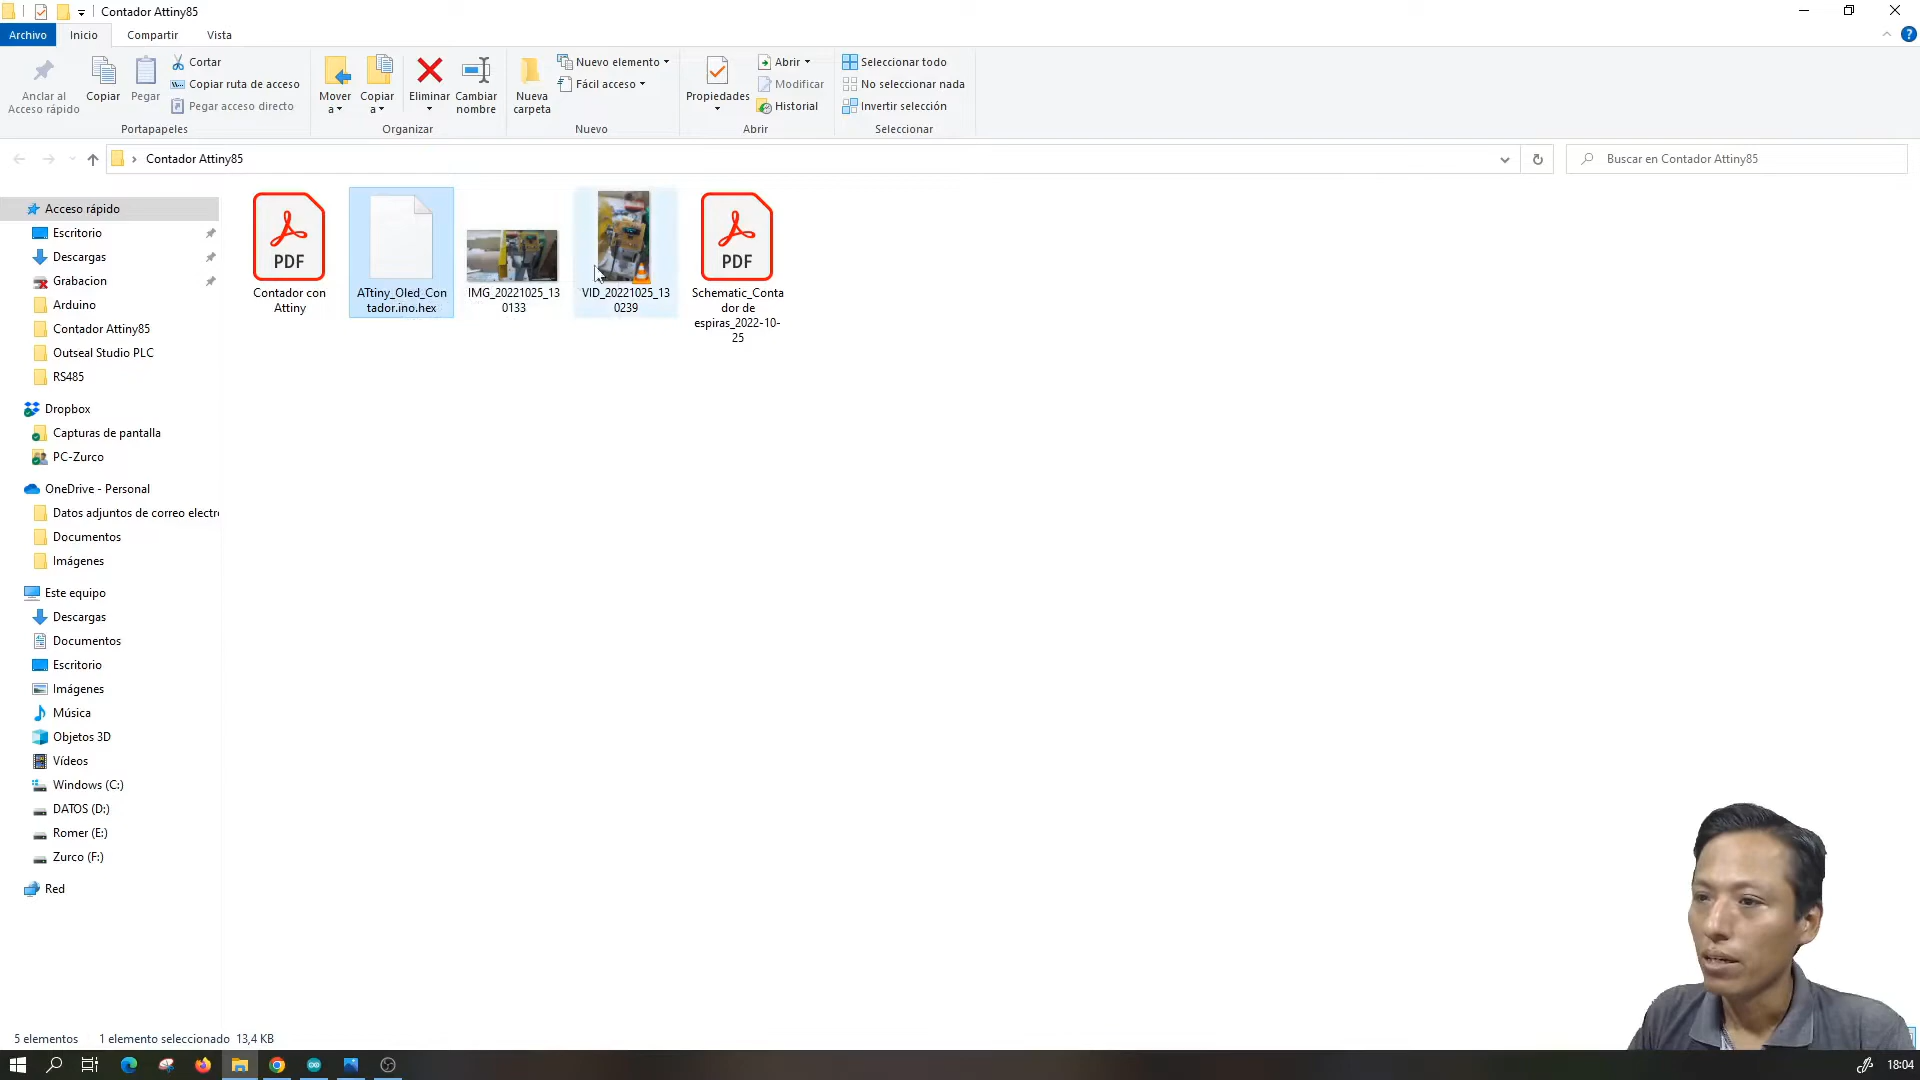 Contador Attiny85
Archivo Inicio Compartir Vista
Anclar al Acceso rápido
Copiar
Pegar
Cortar
Copiar ruta de acceso
Pegar acceso directo
Portapapeles
Mover a
Copiar a
Eliminar
Cambiar nombre
Organizar
Nueva carpeta
Nuevo elemento
Fácil acceso
Nuevo
Propiedades
Abrir
Modificar
Historial
Abrir
Seleccionar todo
No seleccionar nada
Invertir selección
Seleccionar
Contador Attiny85
Buscar en Contador Attiny85
Acceso rápido
Escritorio
Descargas
Grabacion
Arduino
Contador Attiny85
Outseal Studio PLC
RS485
Dropbox
Capturas de pantalla
PC-Zurco
OneDrive - Personal
Datos adjuntos de correo electr
Documentos
Imágenes
Este equipo
Descargas
Documentos
Escritorio
Imágenes
Música
Objetos 3D
Vídeos
Windows (C:)
DATOS (D:)
Romer (E:)
Zurco (F:)
Red
PDF
Contador con
Attiny
ATtiny_Oled_Con
tador.ino.hex
IMG_20221025_13
0133
VID_20221025_13
0239
PDF
Schematic_Conta
dor de
espiras_2022-10-
25
5 elementos 1 elemento seleccionado 13,4 KB
18:04